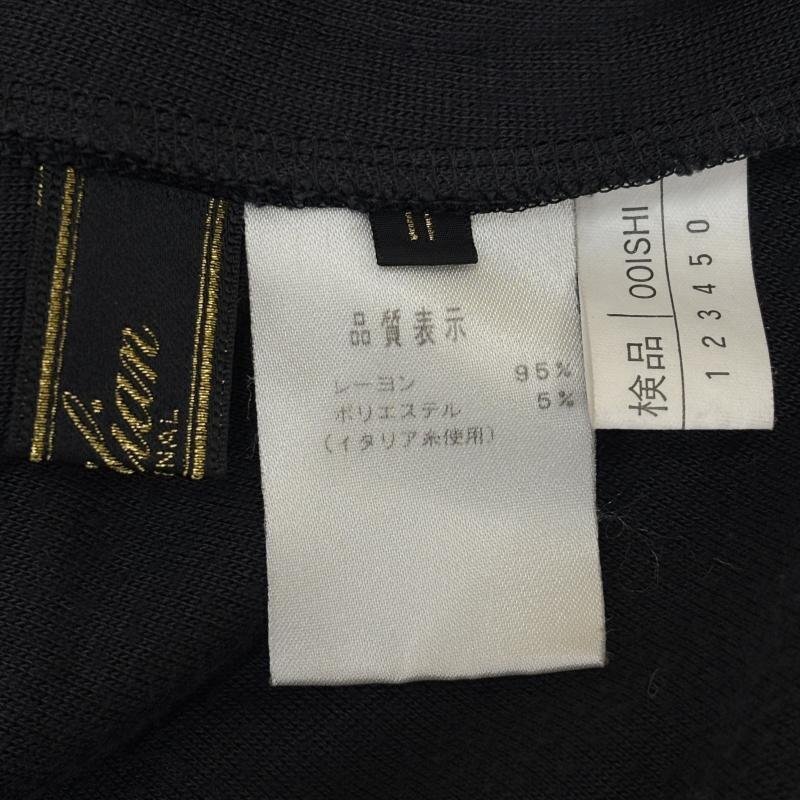 品質表示
レーヨン 95%
ポリエステル 5%
(イタリア糸使用)
検品 OOISHI
1 2 3 4 5 0